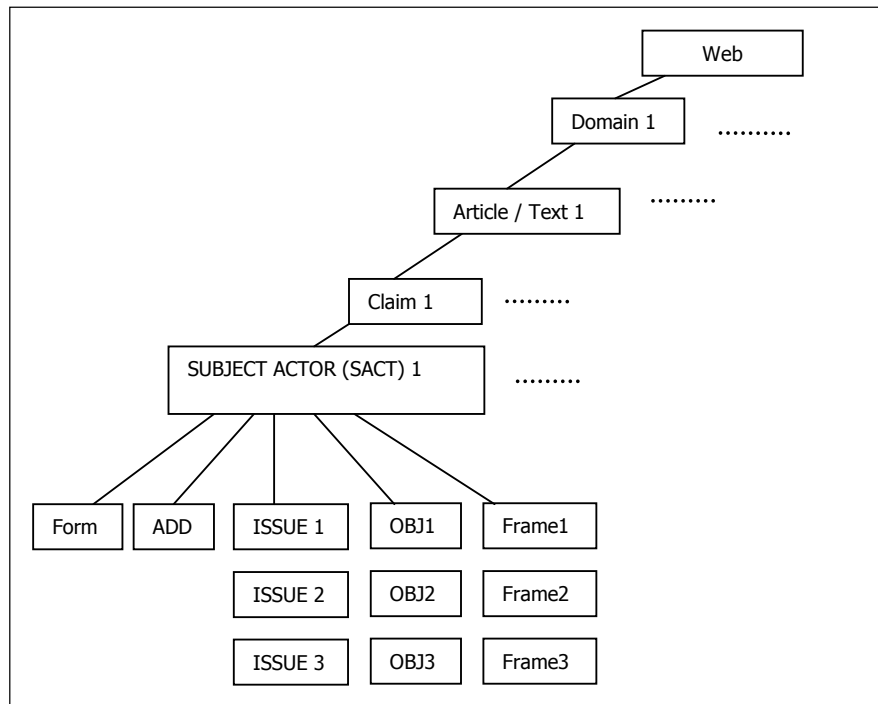 Web
Domain 1
..........
Article / Text 1
..........
Claim 1
..........
SUBJECT ACTOR (SACT) 1
..........
Form ADD ISSUE 1 OBJ1 Frame1
ISSUE 2 OBJ2 Frame2
ISSUE 3 OBJ3 Frame3